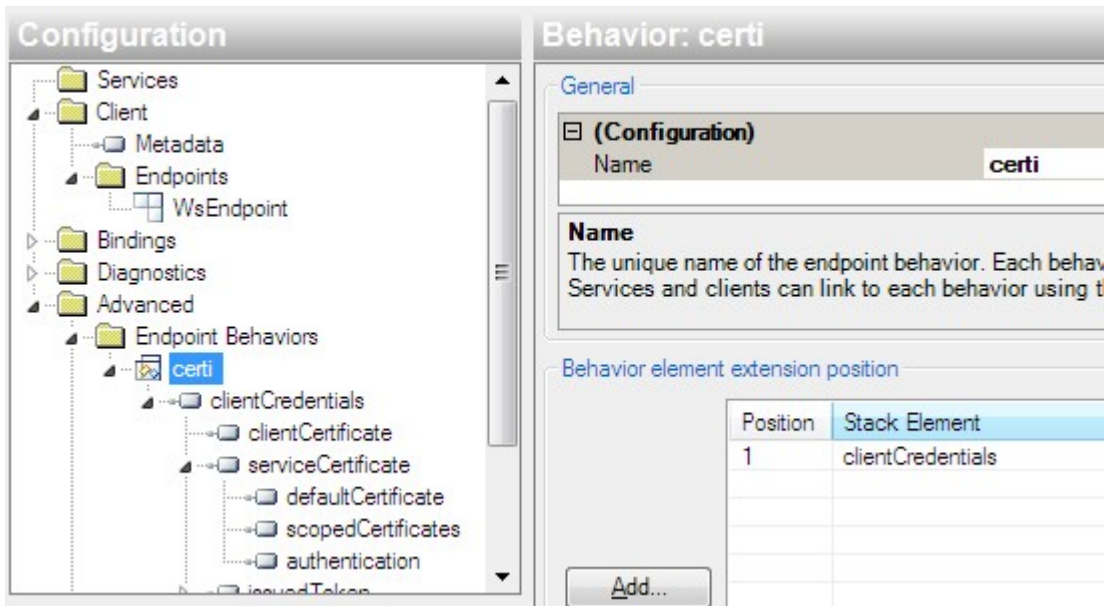 Configuration
Services
Client
Metadata
Endpoints
WsEndpoint
Bindings
Diagnostics
Advanced
Endpoint Behaviors
certi
clientCredentials
clientCertificate
serviceCertificate
defaultCertificate
scopedCertificates
authentication
issuedToken
Behavior: certi
General
(Configuration)
Name certi
Name
The unique name of the endpoint behavior. Each behav
Services and clients can link to each behavior using t
Behavior element extension position
Position Stack Element
1 clientCredentials
Add...